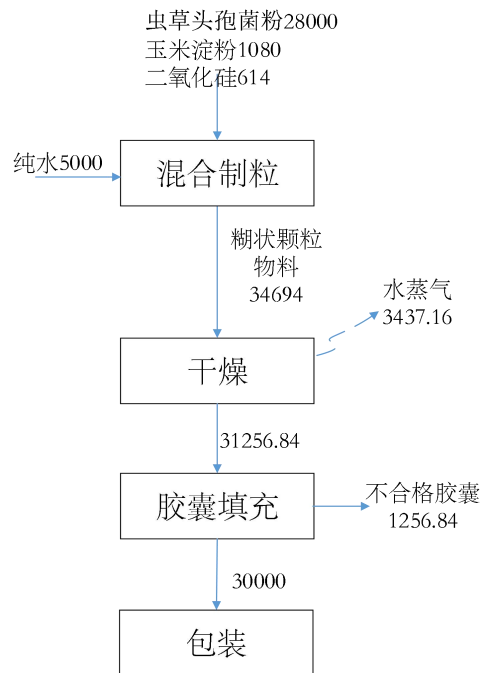 虫草头孢菌粉28000
玉米淀粉1080
二氧化硅614
纯水5000
混合制粒
糊状颗粒
物料
34694
水蒸气
3437.16
干燥
31256.84
胶囊填充
不合格胶囊
1256.84
30000
包装